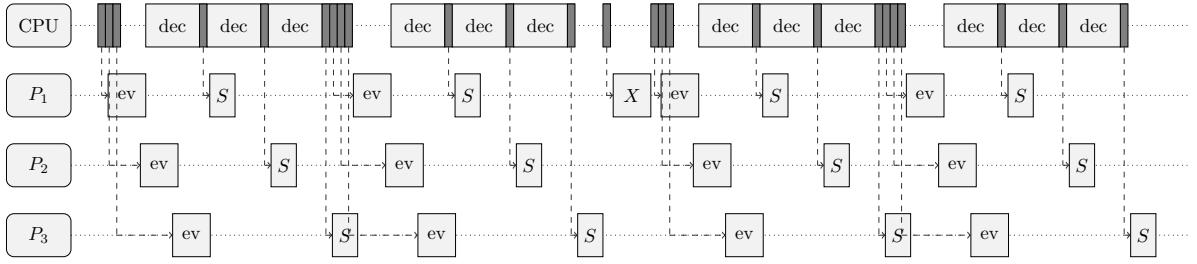 CPU dec dec dec dec dec dec dec dec dec dec dec dec
P₁ ev S ev S X ev S ev S
P₂ ev S ev S ev S ev S
P₃ ev S ev S ev S ev S